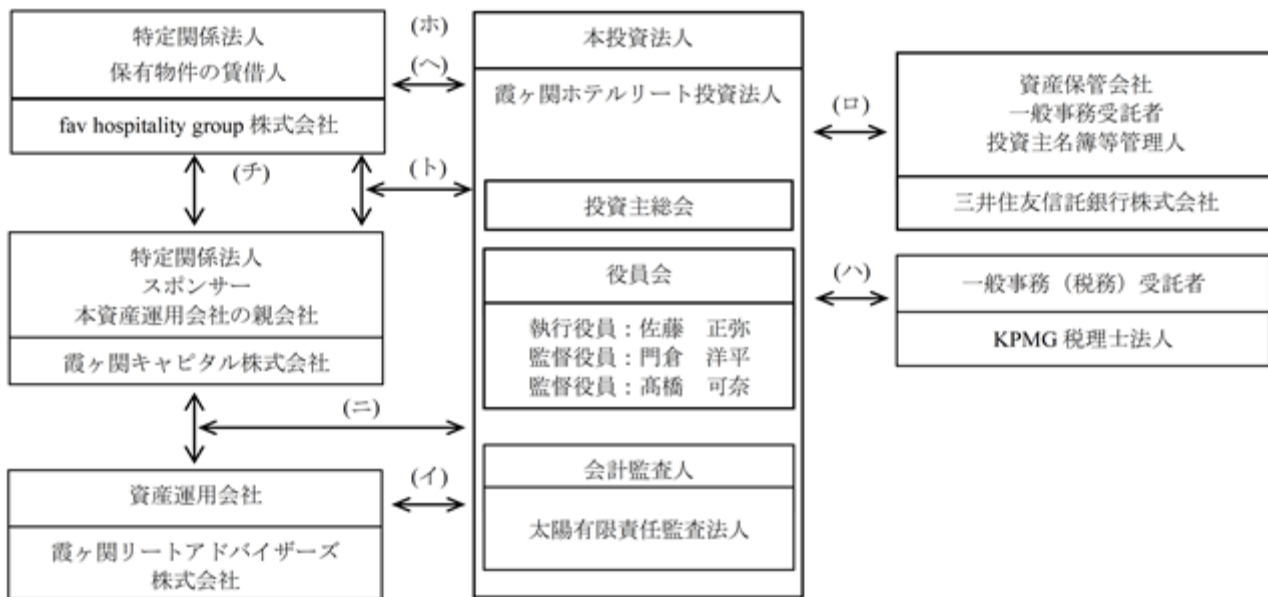 特定関係法人
保有物件の賃借人
fav hospitality group 株式会社
(チ)
特定関係法人
スポンサー
本資産運用会社の親会社
霞ヶ関キャピタル株式会社
資産運用会社
霞ヶ関リートアドバイザーズ
株式会社
(ホ)
(ヘ)
(ト)
(ニ)
(イ)
本投資法人
霞ヶ関ホテルリート投資法人
投資主総会
役員会
執行役員：佐藤　正弥
監督役員：門倉　洋平
監督役員：髙橋　可奈
会計監査人
太陽有限責任監査法人
(ロ)
(ハ)
資産保管会社
一般事務受託者
投資主名簿等管理人
三井住友信託銀行株式会社
一般事務（税務）受託者
KPMG 税理士法人